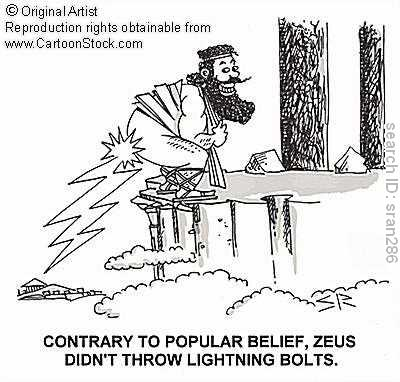 © Original Artist
Reproduction rights obtainable from
www.CartoonStock.com
search ID: sran286
SR
CONTRARY TO POPULAR BELIEF, ZEUS
DIDN'T THROW LIGHTNING BOLTS.